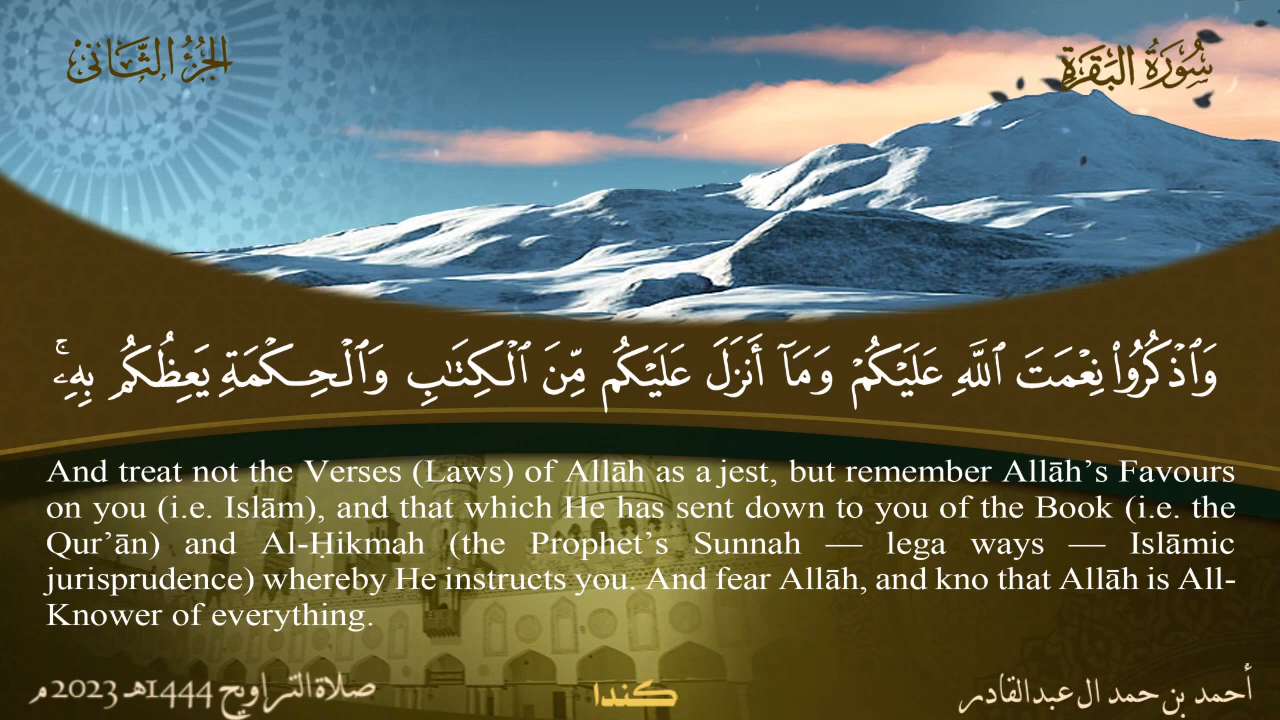 سُورَةُ البَقَرَةِ
الجُزْءُ الثَّانِي
وَٱذْكُرُوا۟ نِعْمَتَ ٱللَّهِ عَلَيْكُمْ وَمَآ أَنزَلَ عَلَيْكُم مِّنَ ٱلْكِتَـٰبِ وَٱلْحِكْمَةِ يَعِظُكُم بِهِۦ ۚ
And treat not the Verses (Laws) of Allāh as a jest, but remember Allāh’s Favours
on you (i.e. Islām), and that which He has sent down to you of the Book (i.e. the
Qur’ān) and Al-Ḥikmah (the Prophet’s Sunnah — lega ways — Islāmic
jurisprudence) whereby He instructs you. And fear Allāh, and kno that Allāh is All-
Knower of everything.
أحمد بن حمد ال عبدالقادر
كندا
صلاة التراويح 1444هـ 2023 م